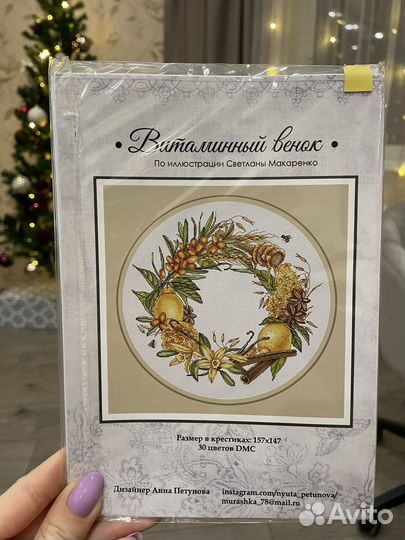 • Витаминный венок •
По иллюстрации Светланы Макаренко
Размер в крестиках: 157х147
30 цветов DMC
Дизайнер Анна Петунова instagram.com/nyuta_petunova/
murashka_78@mail.ru
Avito